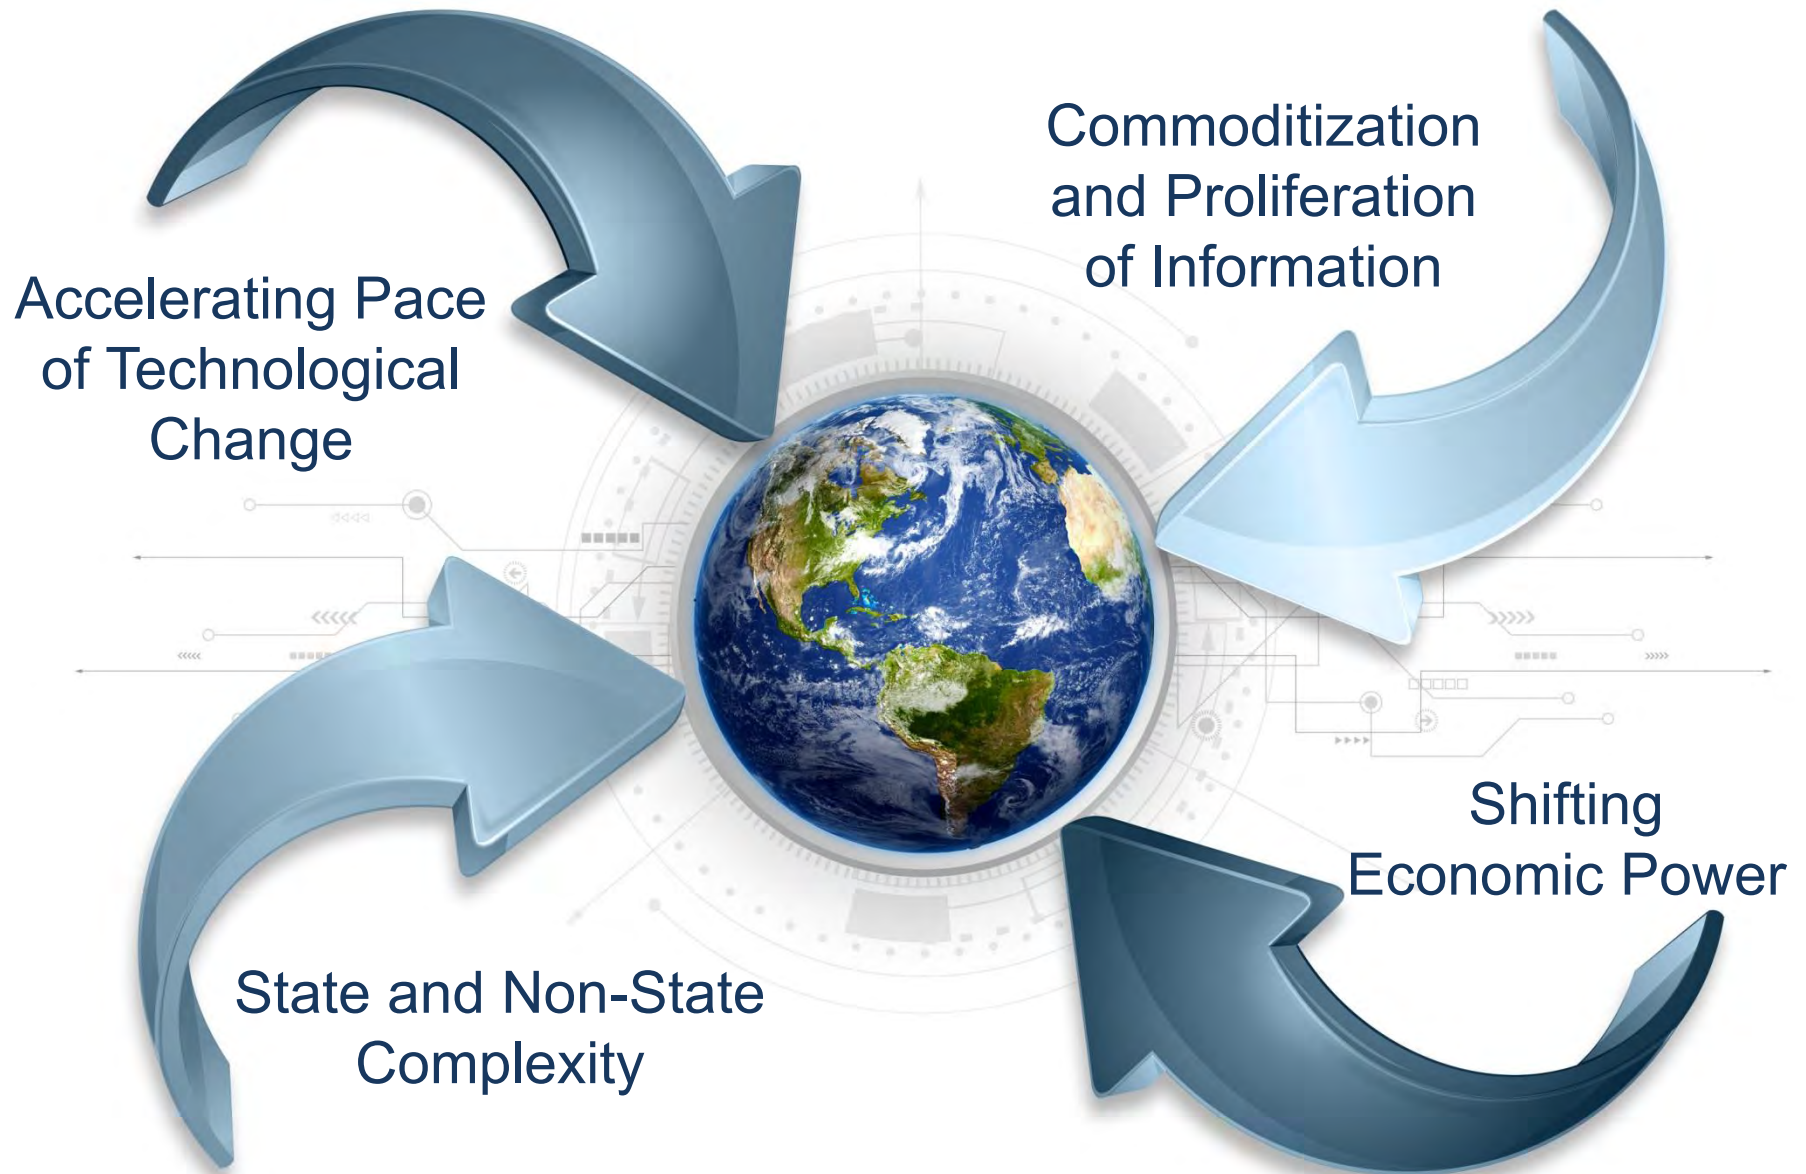 Accelerating Pace
of Technological
Change
Commoditization
and Proliferation
of Information
State and Non-State
Complexity
Shifting
Economic Power